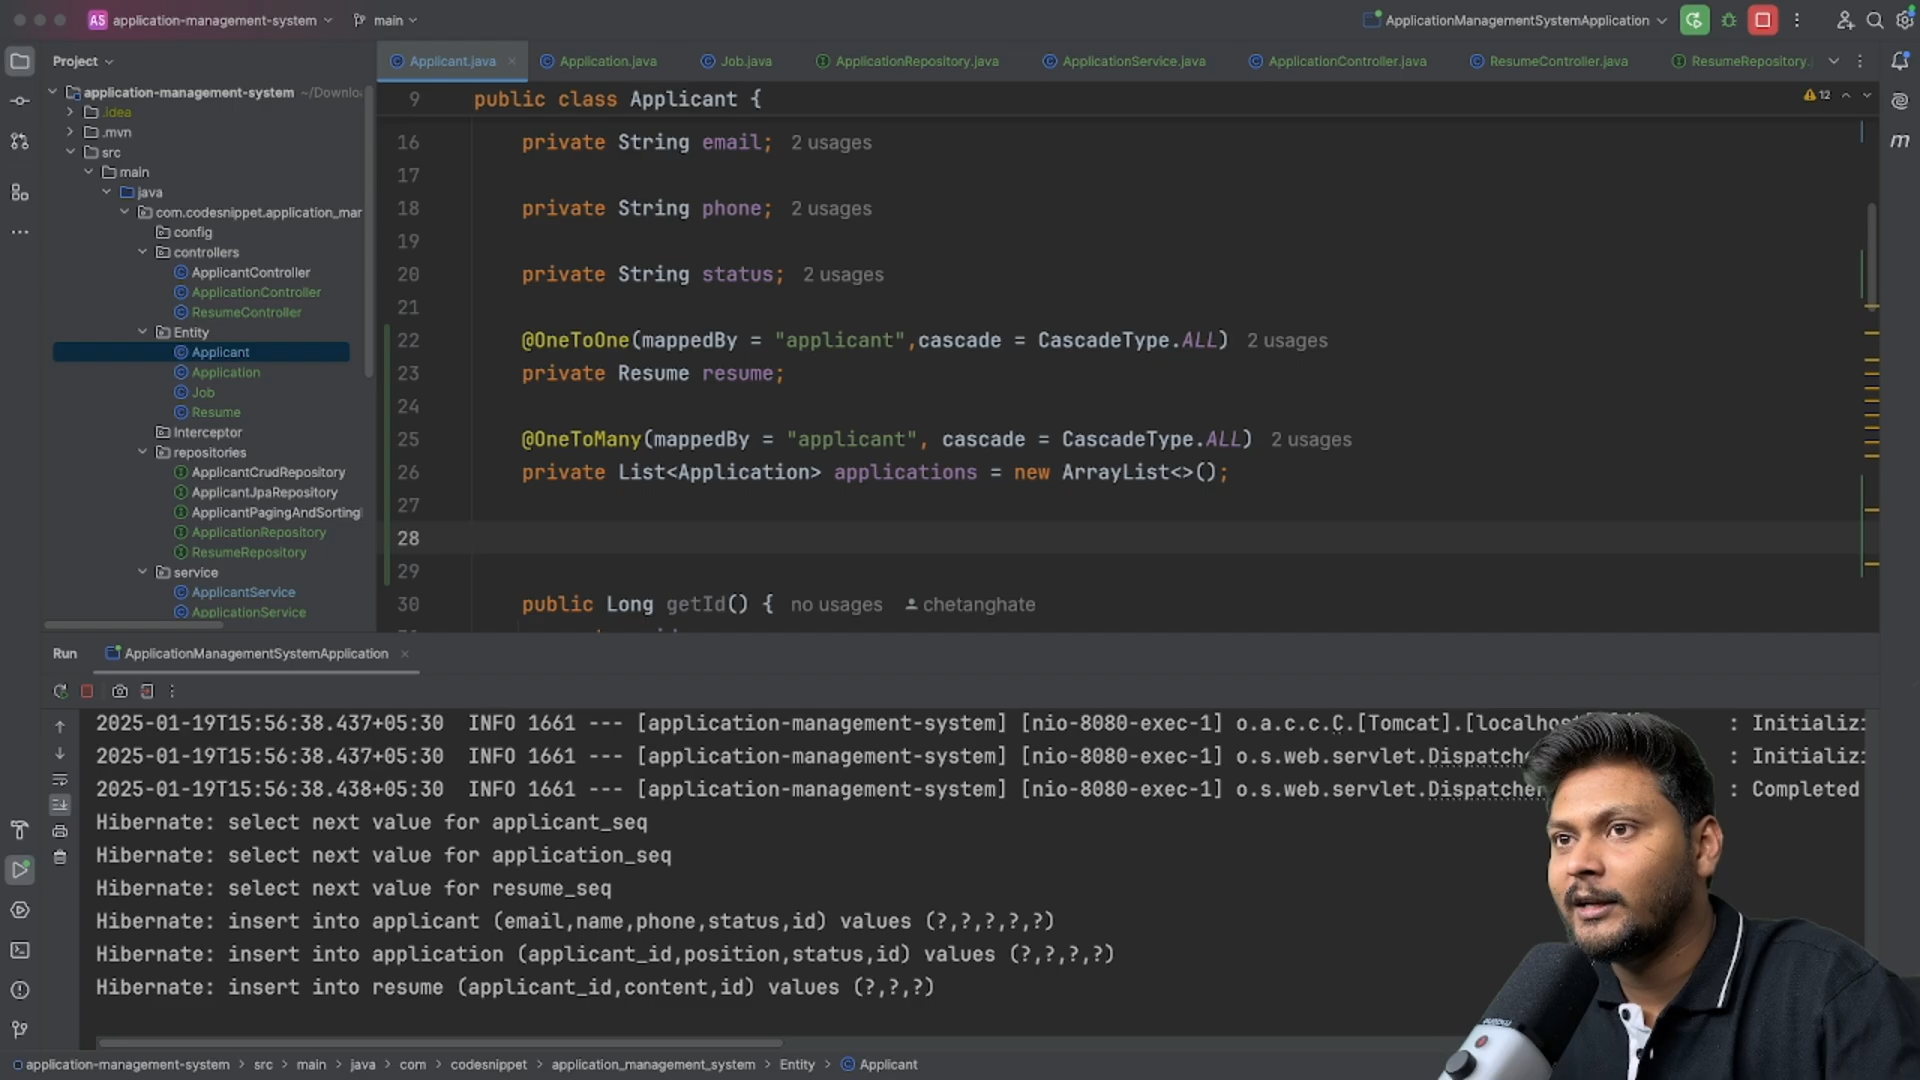 AS application-management-system main ApplicationManagementSystemApplication
Project
Applicant.java Application.java Job.java ApplicationRepository.java ApplicationService.java ApplicationController.java ResumeController.java ResumeRepository.
application-management-system ~/Downlo
.idea
.mvn
src
main
java
com.codesnippet.application_mar
config
controllers
ApplicantController
ApplicationController
ResumeController
Entity
Applicant
Application
Job
Resume
Interceptor
repositories
ApplicantCrudRepository
ApplicantJpaRepository
ApplicantPagingAndSorting
ApplicationRepository
ResumeRepository
service
ApplicantService
ApplicationService
9 public class Applicant { 12
16 private String email; 2 usages
17
18 private String phone; 2 usages
19
20 private String status; 2 usages
21
22 @OneToOne(mappedBy = "applicant",cascade = CascadeType.ALL) 2 usages
23 private Resume resume;
24
25 @OneToMany(mappedBy = "applicant", cascade = CascadeType.ALL) 2 usages
26 private List<Application> applications = new ArrayList<>();
27
28
29
30 public Long getId() { no usages chetanghate
Run ApplicationManagementSystemApplication
2025-01-19T15:56:38.437+05:30 INFO 1661 --- [application-management-system] [nio-8080-exec-1] o.a.c.c.C.[Tomcat].[localhost : Initializ
2025-01-19T15:56:38.437+05:30 INFO 1661 --- [application-management-system] [nio-8080-exec-1] o.s.web.servlet.Dispatche : Initializ
2025-01-19T15:56:38.438+05:30 INFO 1661 --- [application-management-system] [nio-8080-exec-1] o.s.web.servlet.Dispatche : Completed
Hibernate: select next value for applicant_seq
Hibernate: select next value for application_seq
Hibernate: select next value for resume_seq
Hibernate: insert into applicant (email,name,phone,status,id) values (?,?,?,?,?)
Hibernate: insert into application (applicant_id,position,status,id) values (?,?,?,?)
Hibernate: insert into resume (applicant_id,content,id) values (?,?,?)
application-management-system > src > main > java > com > codesnippet > application_management_system > Entity > Applicant